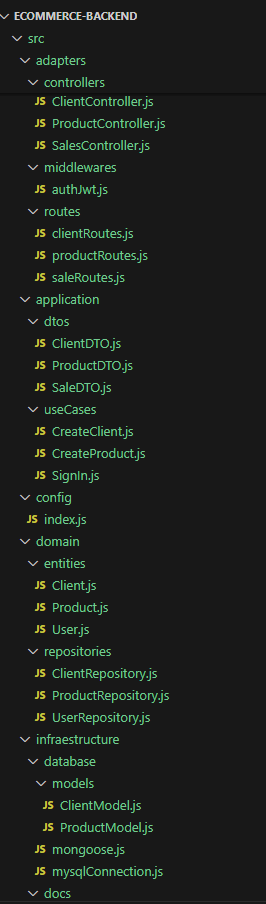 ECOMMERCE-BACKEND
src
adapters
controllers
JS ClientController.js
JS ProductController.js
JS SalesController.js
middlewares
JS authJwt.js
routes
JS clientRoutes.js
JS productRoutes.js
JS saleRoutes.js
application
dtos
JS ClientDTO.js
JS ProductDTO.js
JS SaleDTO.js
useCases
JS CreateClient.js
JS CreateProduct.js
JS SignIn.js
config
JS index.js
domain
entities
JS Client.js
JS Product.js
JS User.js
repositories
JS ClientRepository.js
JS ProductRepository.js
JS UserRepository.js
infraestructure
database
models
JS ClientModel.js
JS ProductModel.js
JS mongoose.js
JS mysqlConnection.js
docs